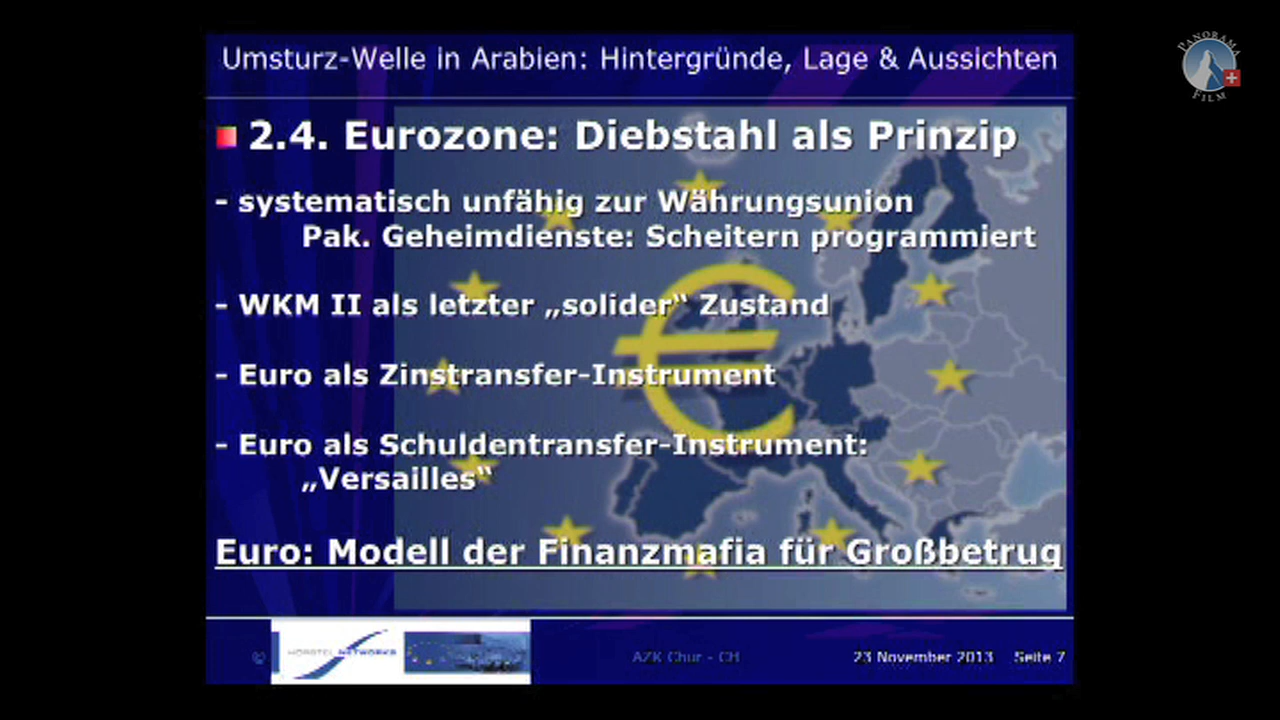 Umsturz-Welle in Arabien: Hintergründe, Lage & Aussichten
PANORAMA
FILM
2.4. Eurozone: Diebstahl als Prinzip
- systematisch unfähig zur Währungsunion
Pak. Geheimdienste: Scheitern programmiert
- WKM II als letzter „solider“ Zustand
- Euro als Zinstransfer-Instrument
- Euro als Schuldentransfer-Instrument:
„Versailles“
Euro: Modell der Finanzmafia für Großbetrug
© HÖRSTEL NETWORKS AZK Chur - CH 23 November 2013 Seite 7